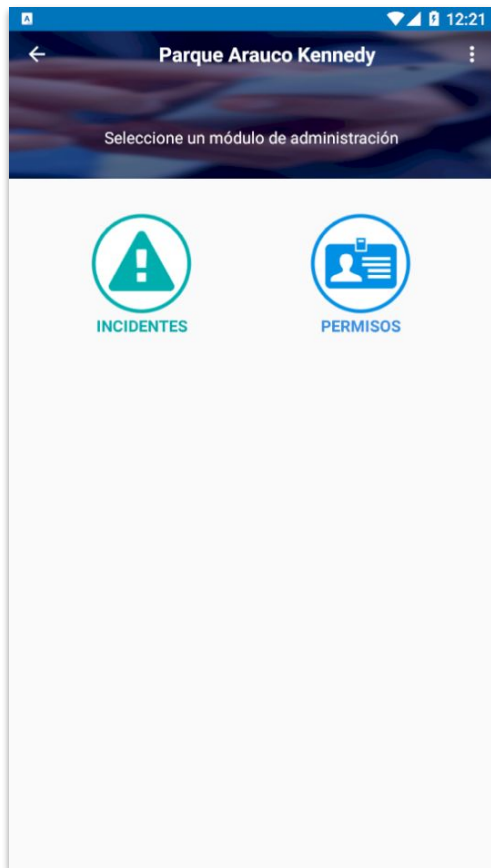 12:21
Parque Arauco Kennedy
Seleccione un módulo de administración
INCIDENTES
PERMISOS